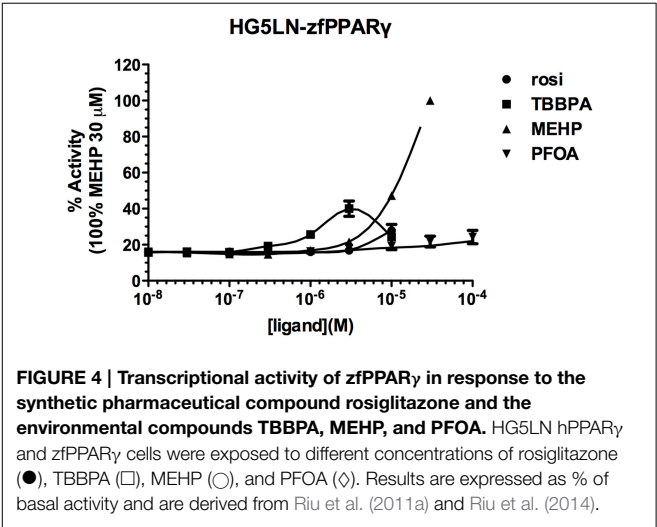 HG5LN-zfPPARγ
120
100
80
60
40
20
0
% Activity
(100% MEHP 30 μM)
10-8
10-7
10-6
10-5
10-4
[ligand](M)
rosi
TBBPA
MEHP
PFOA
FIGURE 4 | Transcriptional activity of zfPPARγ in response to the
synthetic pharmaceutical compound rosiglitazone and the
environmental compounds TBBPA, MEHP, and PFOA. HG5LN hPPARγ
and zfPPARγ cells were exposed to different concentrations of rosiglitazone
(●), TBBPA (□), MEHP (○), and PFOA (◊). Results are expressed as % of
basal activity and are derived from Riu et al. (2011a) and Riu et al. (2014).